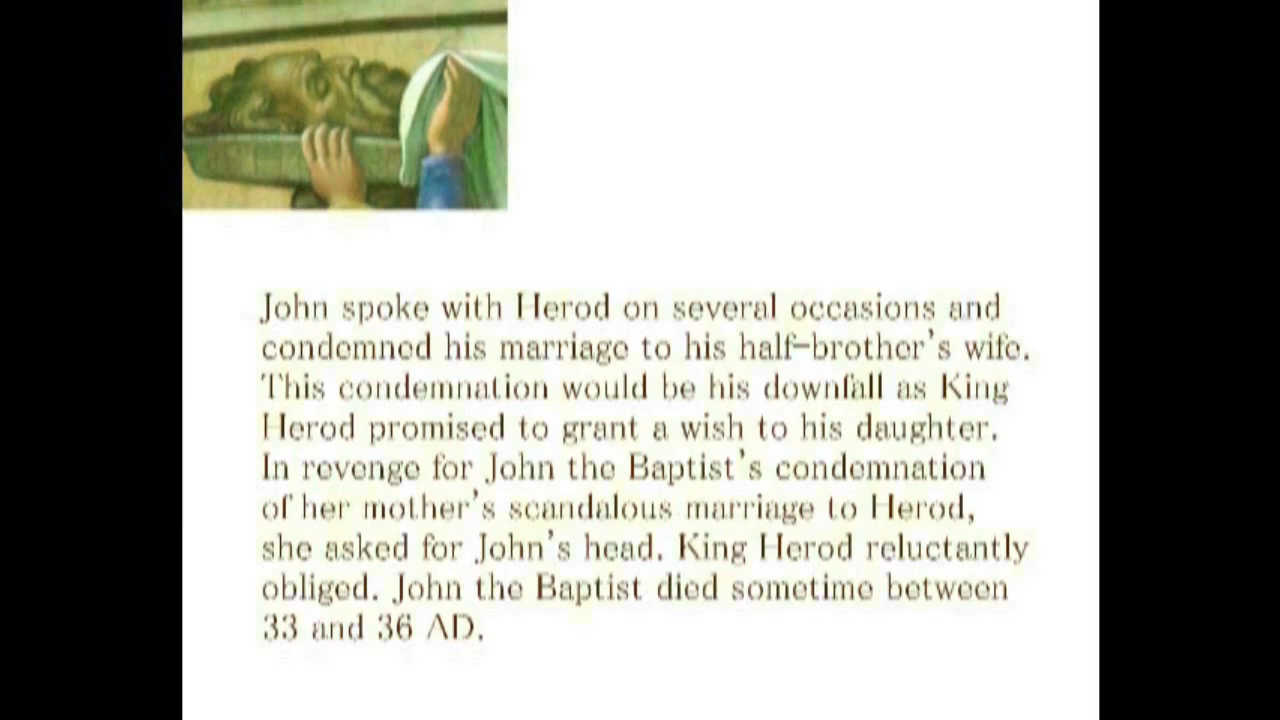 John spoke with Herod on several occasions and
condemned his marriage to his half-brother's wife.
This condemnation would be his downfall as King
Herod promised to grant a wish to his daughter.
In revenge for John the Baptist's condemnation
of her mother's scandalous marriage to Herod,
she asked for John's head. King Herod reluctantly
obliged. John the Baptist died sometime between
33 and 36 AD.